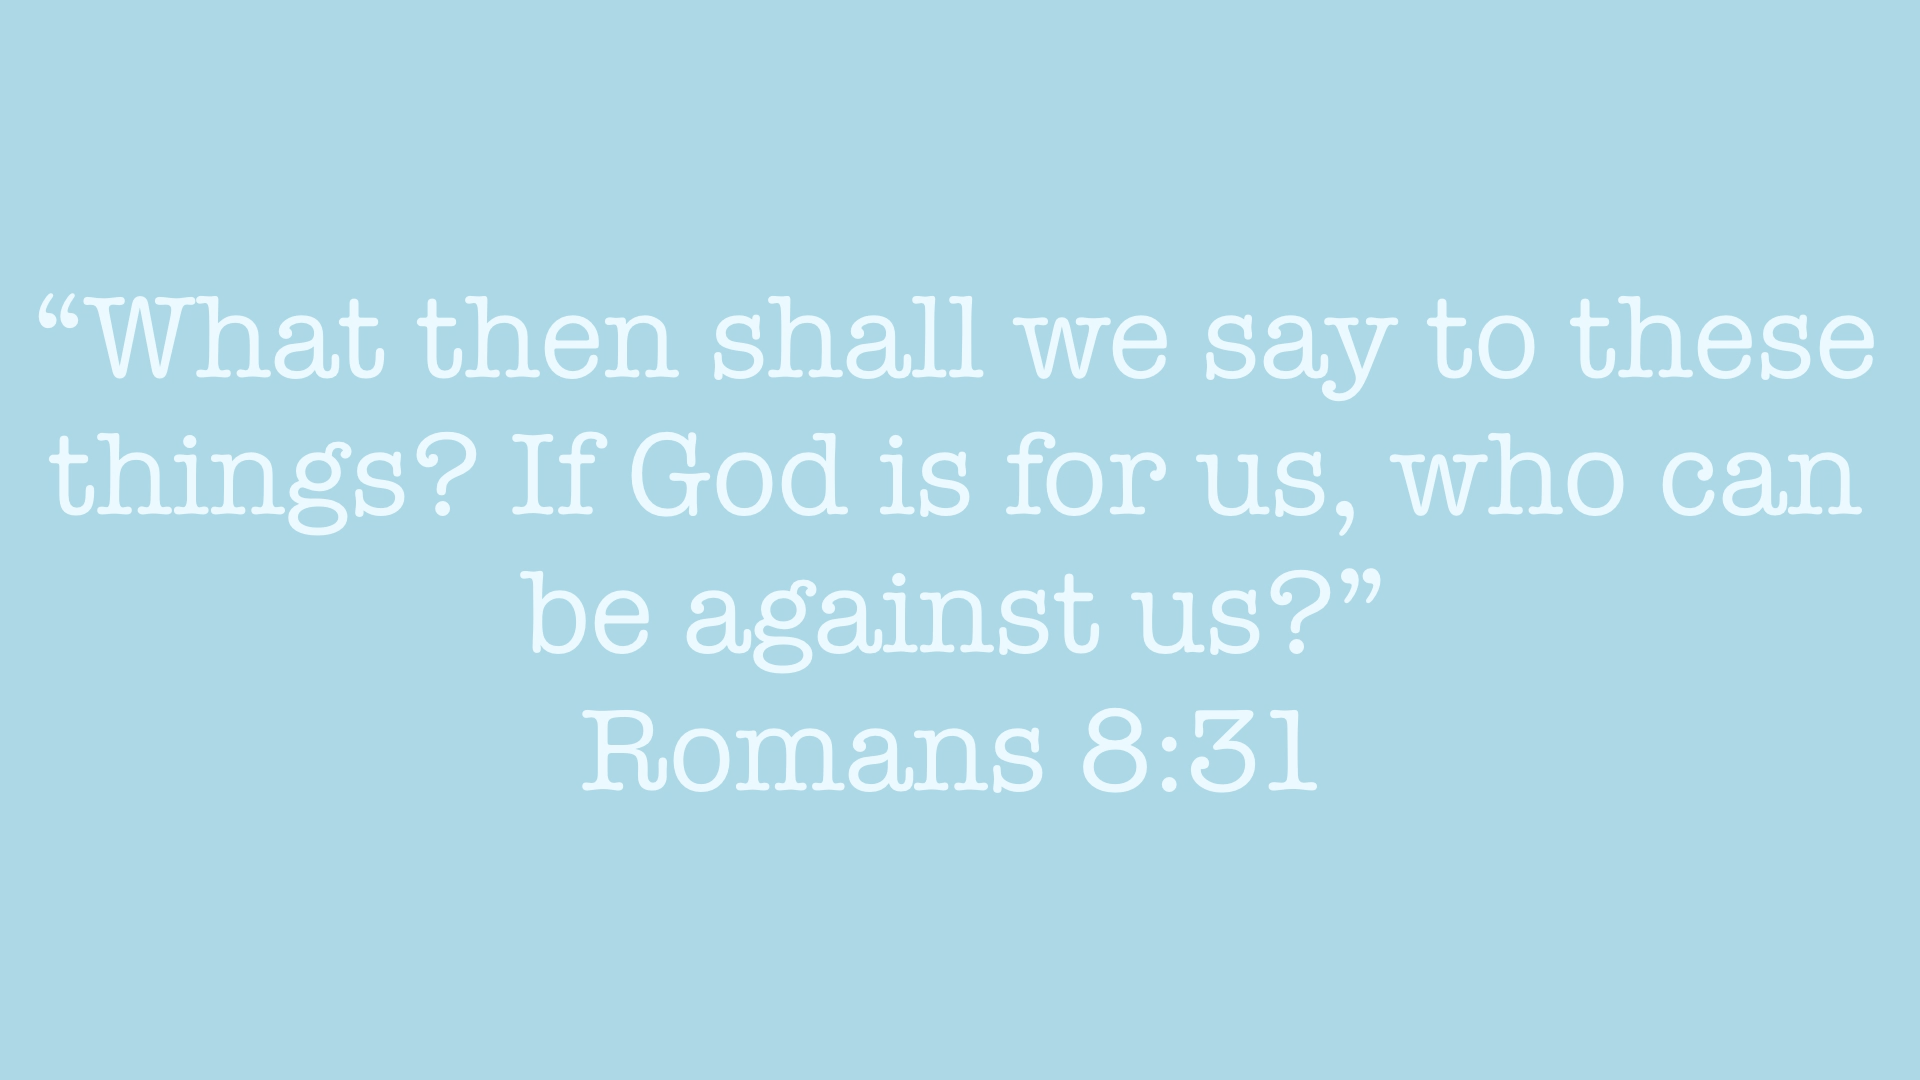 “What then shall we say to these
things? If God is for us, who can
be against us?”
Romans 8:31